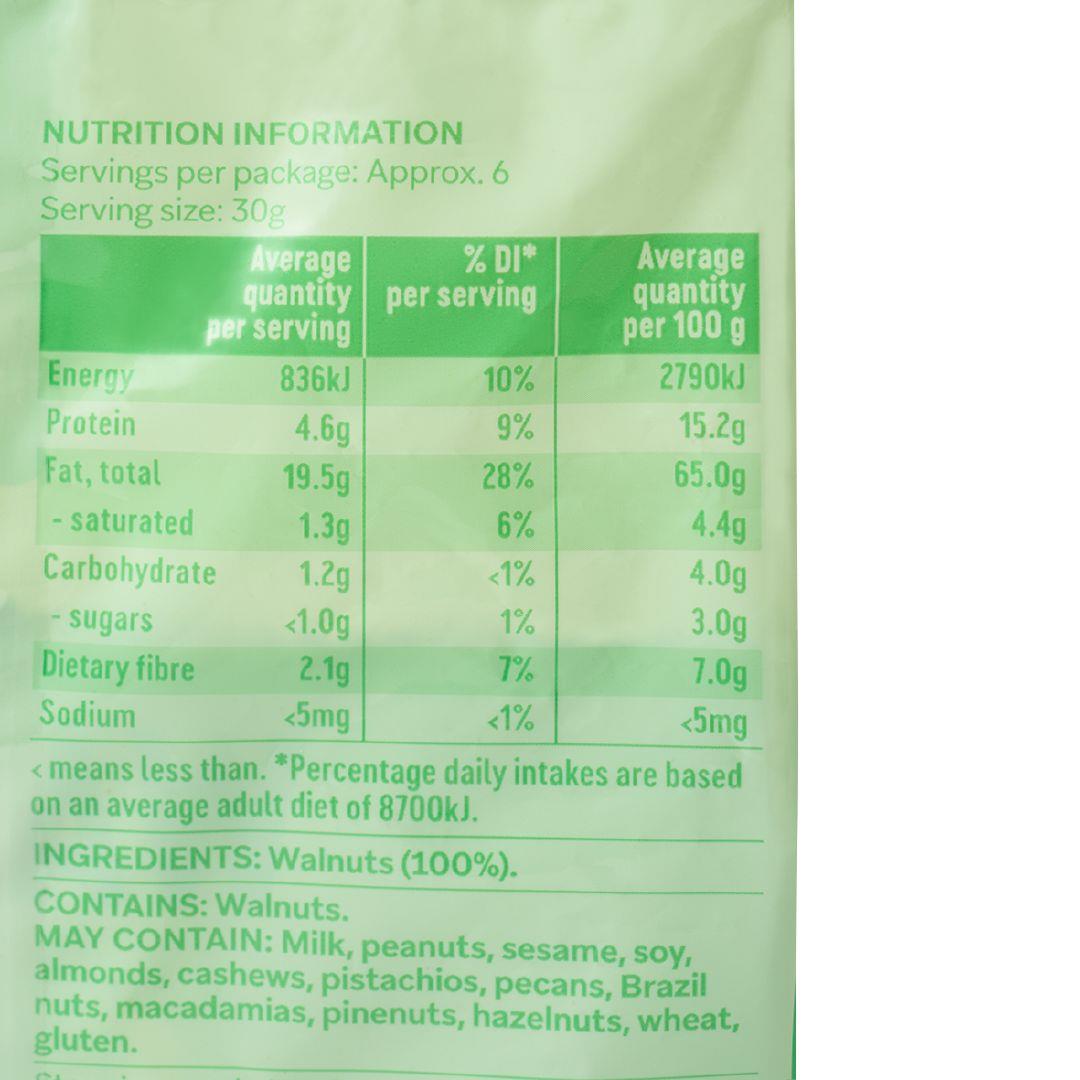 NUTRITION INFORMATION
Servings per package: Approx. 6
Serving size: 30g
Average quantity per serving % DI* per serving Average quantity per 100 g
Energy 836kJ 10% 2790kJ
Protein 4.6g 9% 15.2g
Fat, total 19.5g 28% 65.0g
- saturated 1.3g 6% 4.4g
Carbohydrate 1.2g <1% 4.0g
- sugars <1.0g 1% 3.0g
Dietary fibre 2.1g 7% 7.0g
Sodium <5mg <1% <5mg
< means less than. *Percentage daily intakes are based
on an average adult diet of 8700kJ.
INGREDIENTS: Walnuts (100%).
CONTAINS: Walnuts.
MAY CONTAIN: Milk, peanuts, sesame, soy,
almonds, cashews, pistachios, pecans, Brazil
nuts, macadamias, pinenuts, hazelnuts, wheat,
gluten.